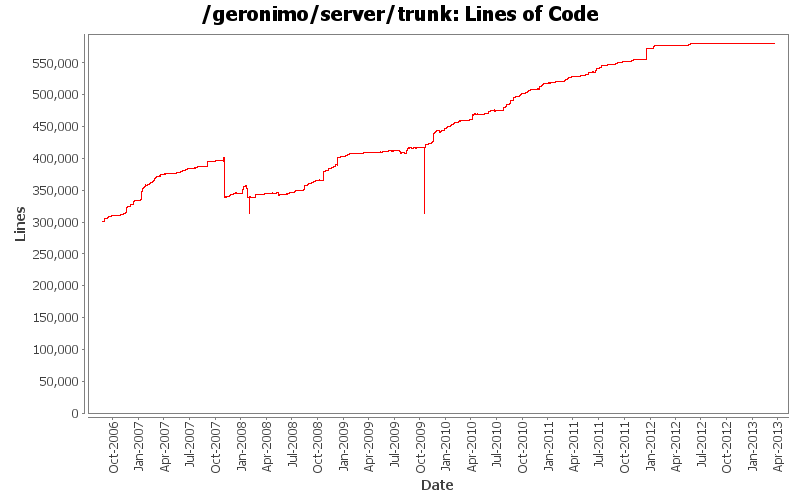 /geronimo/server/trunk: Lines of Code
550,000
500,000
450,000
400,000
350,000
300,000
250,000
200,000
150,000
100,000
50,000
0
Lines
Oct-2006
Jan-2007
Apr-2007
Jul-2007
Oct-2007
Jan-2008
Apr-2008
Jul-2008
Oct-2008
Jan-2009
Apr-2009
Jul-2009
Oct-2009
Jan-2010
Apr-2010
Jul-2010
Oct-2010
Jan-2011
Apr-2011
Jul-2011
Oct-2011
Jan-2012
Apr-2012
Jul-2012
Oct-2012
Jan-2013
Apr-2013
Date